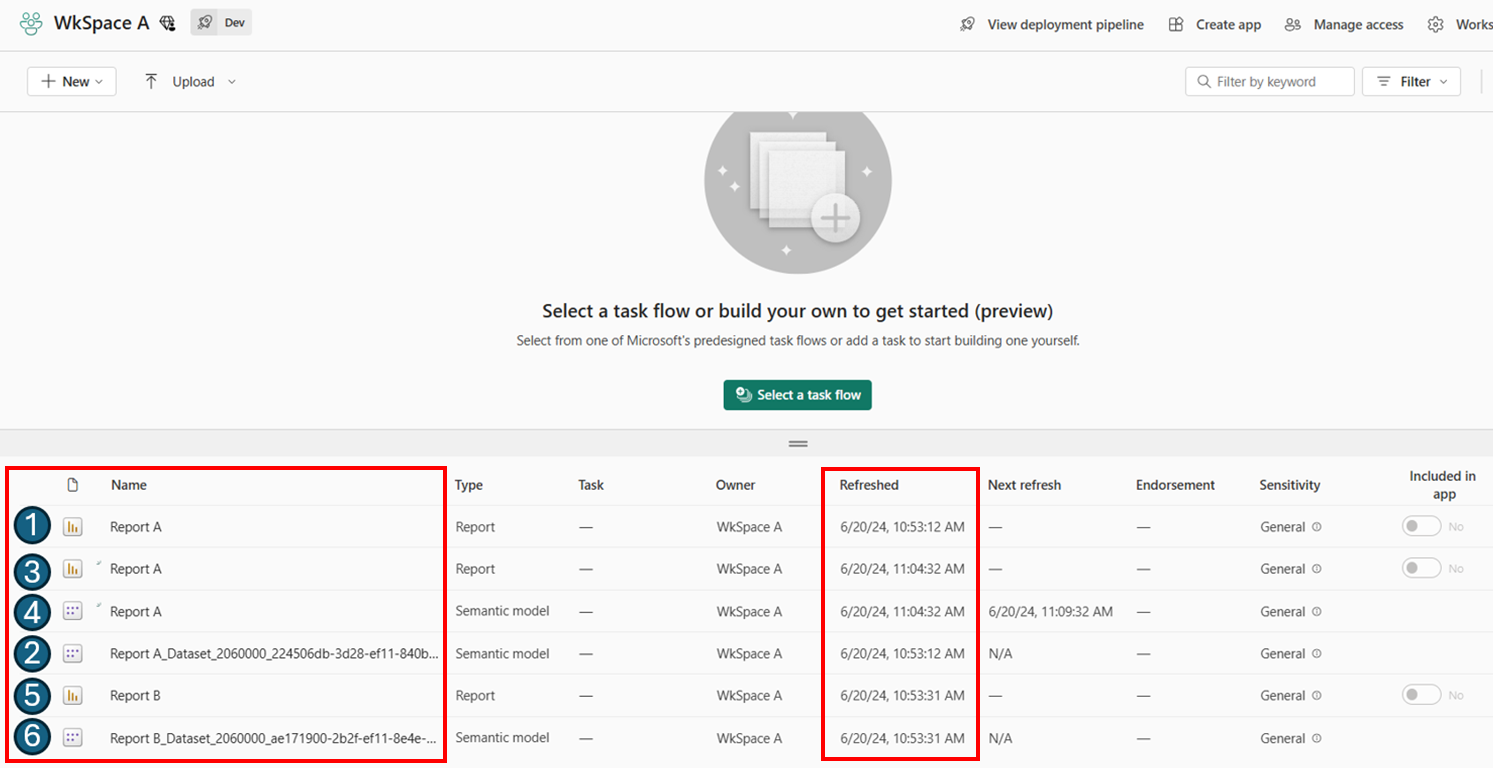 WkSpace A Dev View deployment pipeline Create app Manage access Works
New Upload Filter by keyword Filter
Select a task flow or build your own to get started (preview)
Select from one of Microsoft's predesigned task flows or add a task to start building one yourself.
Select a task flow
Name Type Task Owner Refreshed Next refresh Endorsement Sensitivity Included in app
1 Report A Report — WkSpace A 6/20/24, 10:53:12 AM — — General No
3 Report A Report — WkSpace A 6/20/24, 11:04:32 AM — — General No
4 Report A Semantic model — WkSpace A 6/20/24, 11:04:32 AM 6/20/24, 11:09:32 AM — General
2 Report A_Dataset_2060000_224506db-3d28-ef11-840b... Semantic model — WkSpace A 6/20/24, 10:53:12 AM N/A — General
5 Report B Report — WkSpace A 6/20/24, 10:53:31 AM — — General No
6 Report B_Dataset_2060000_ae171900-2b2f-ef11-8e4e-... Semantic model — WkSpace A 6/20/24, 10:53:31 AM N/A — General